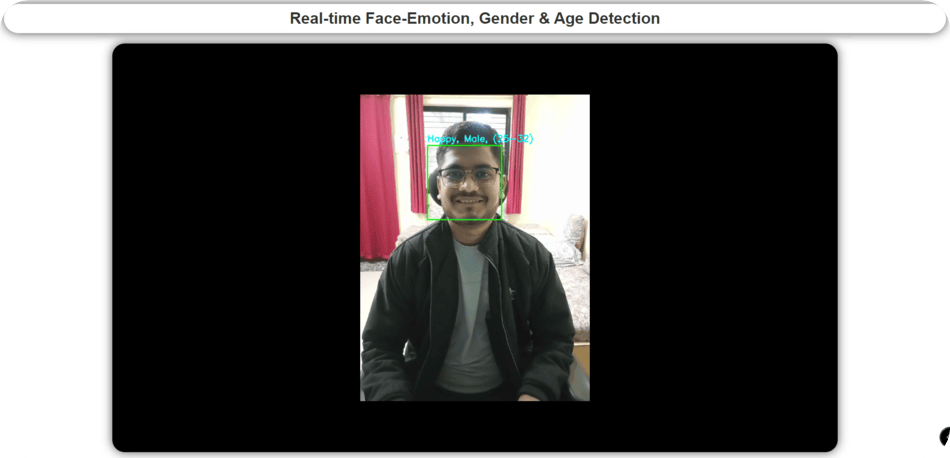 Real-time Face-Emotion, Gender & Age Detection
Happy, Male, (25-32)